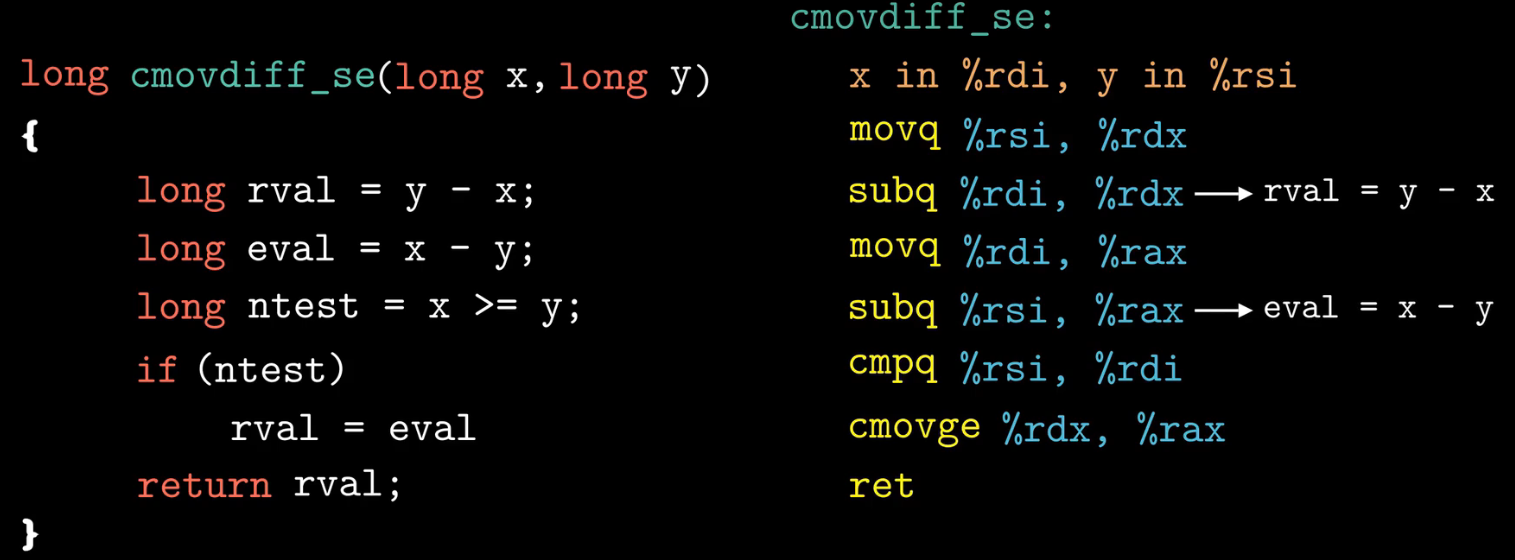 long cmovdiff_se(long x, long y)
{
long rval = y - x;
long eval = x - y;
long ntest = x >= y;
if (ntest)
rval = eval
return rval;
}
cmovdiff_se:
x in %rdi, y in %rsi
movq %rsi, %rdx
subq %rdi, %rdx ⟶ rval = y - x
movq %rdi, %rax
subq %rsi, %rax ⟶ eval = x - y
cmpq %rsi, %rdi
cmovge %rdx, %rax
ret